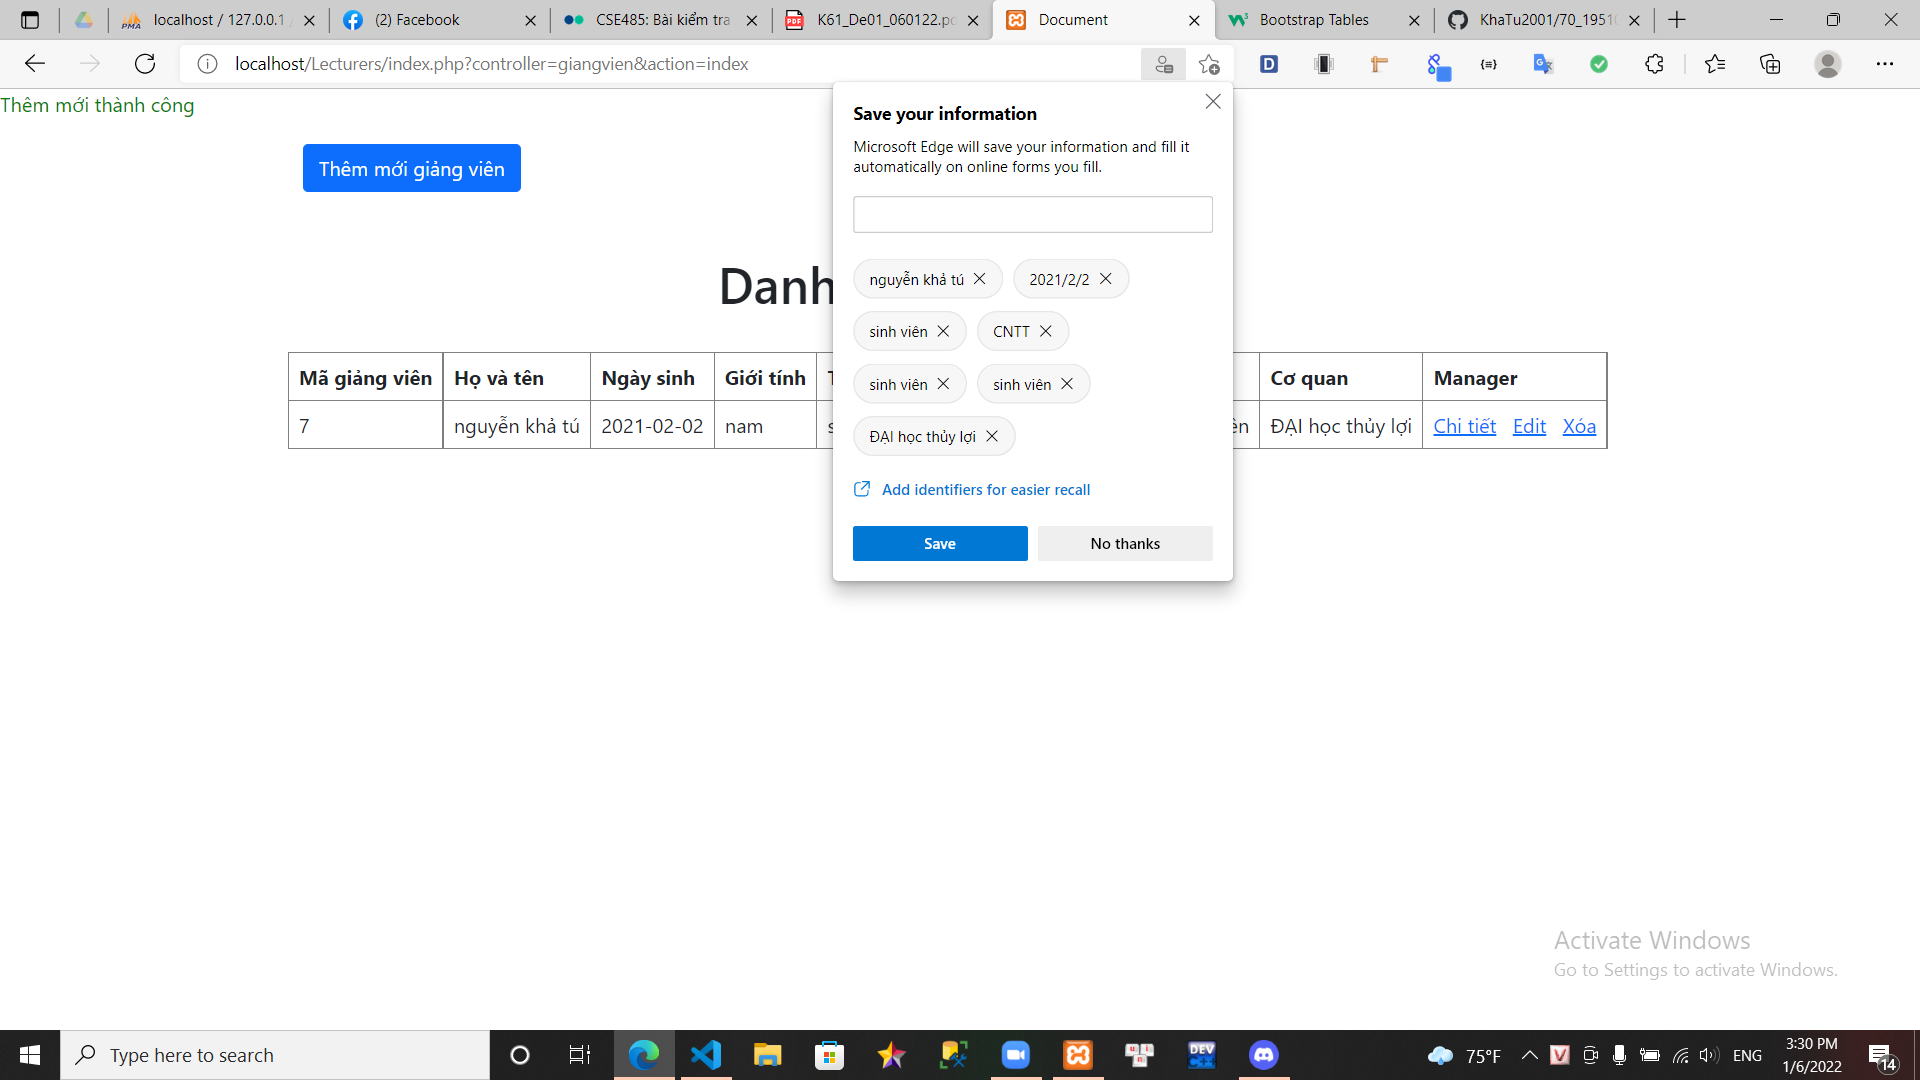 localhost / 127.0.0.1
(2) Facebook
CSE485: Bài kiểm tra
K61_De01_060122.pd
Document
Bootstrap Tables
KhaTu2001/70_1951
localhost/Lecturers/index.php?controller=giangvien&action=index
Thêm mới thành công
Thêm mới giảng viên
Save your information
Microsoft Edge will save your information and fill it
automatically on online forms you fill.
nguyễn khả tú
2021/2/2
sinh viên
CNTT
sinh viên
sinh viên
ĐẠI học thủy lợi
Add identifiers for easier recall
Save
No thanks
Danh
Mã giảng viên
Họ và tên
Ngày sinh
Giới tính
T
Cơ quan
Manager
7
nguyễn khả tú
2021-02-02
nam
s
ên
ĐẠI học thủy lợi
Chi tiết
Edit
Xóa
Activate Windows
Go to Settings to activate Windows.
Type here to search
75°F
ENG
3:30 PM
1/6/2022
14